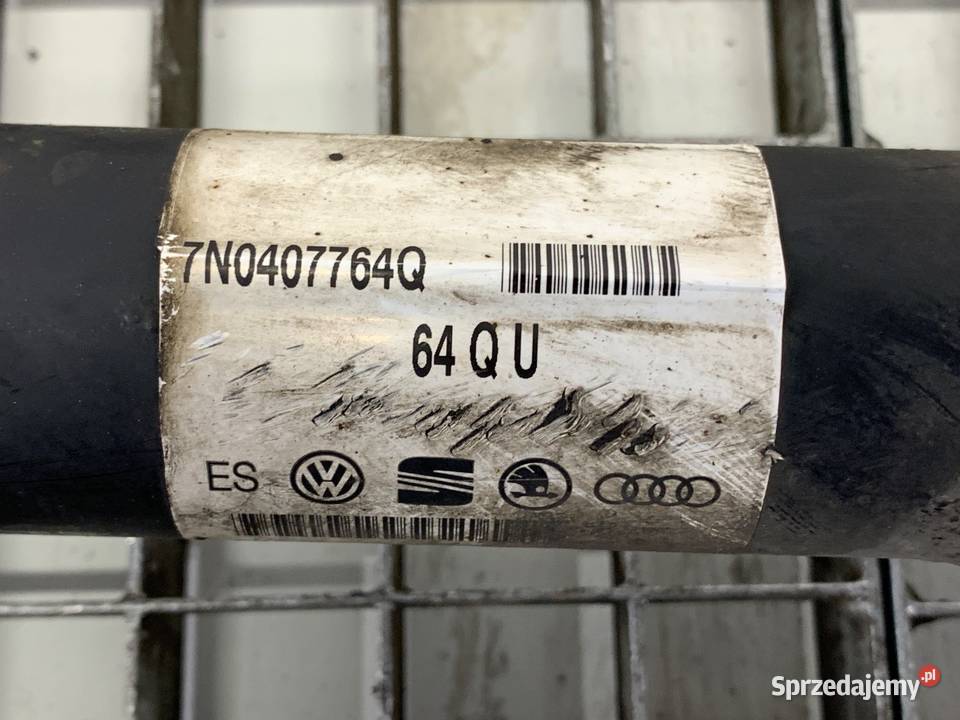 7N0407764Q
64 Q U
ES
Sprzedajemy.pl